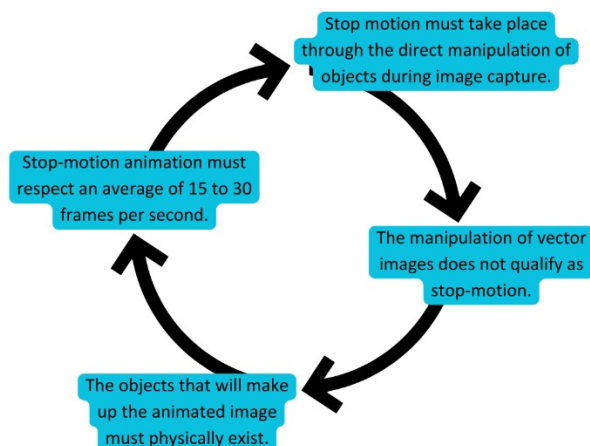 Stop motion must take place
through the direct manipulation of
objects during image capture.
The manipulation of vector
images does not qualify as
stop-motion.
The objects that will make
up the animated image
must physically exist.
Stop-motion animation must
respect an average of 15 to 30
frames per second.